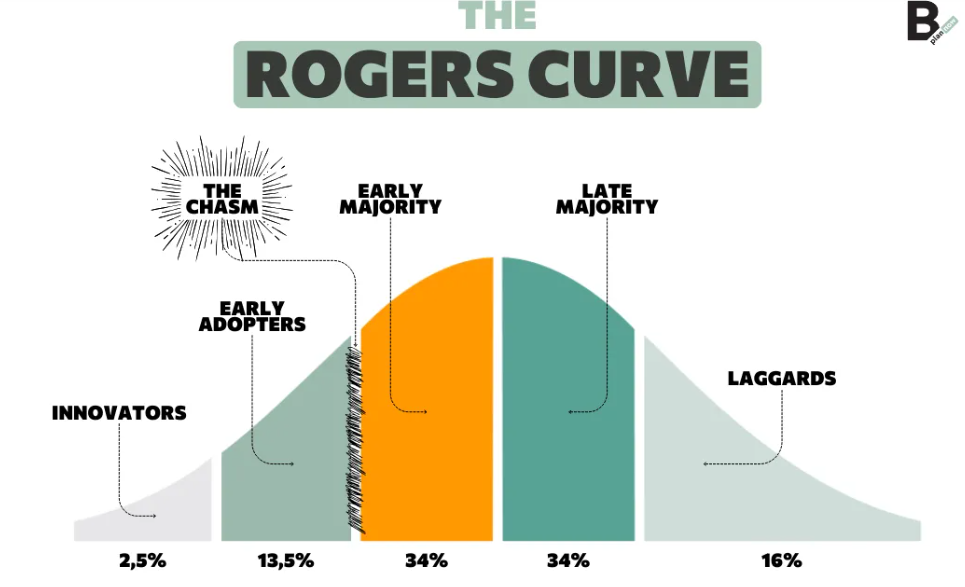 THE
ROGERS CURVE
B
plan
THE
CHASM
EARLY
MAJORITY
LATE
MAJORITY
EARLY
ADOPTERS
LAGGARDS
INNOVATORS
2,5%
13,5%
34%
34%
16%